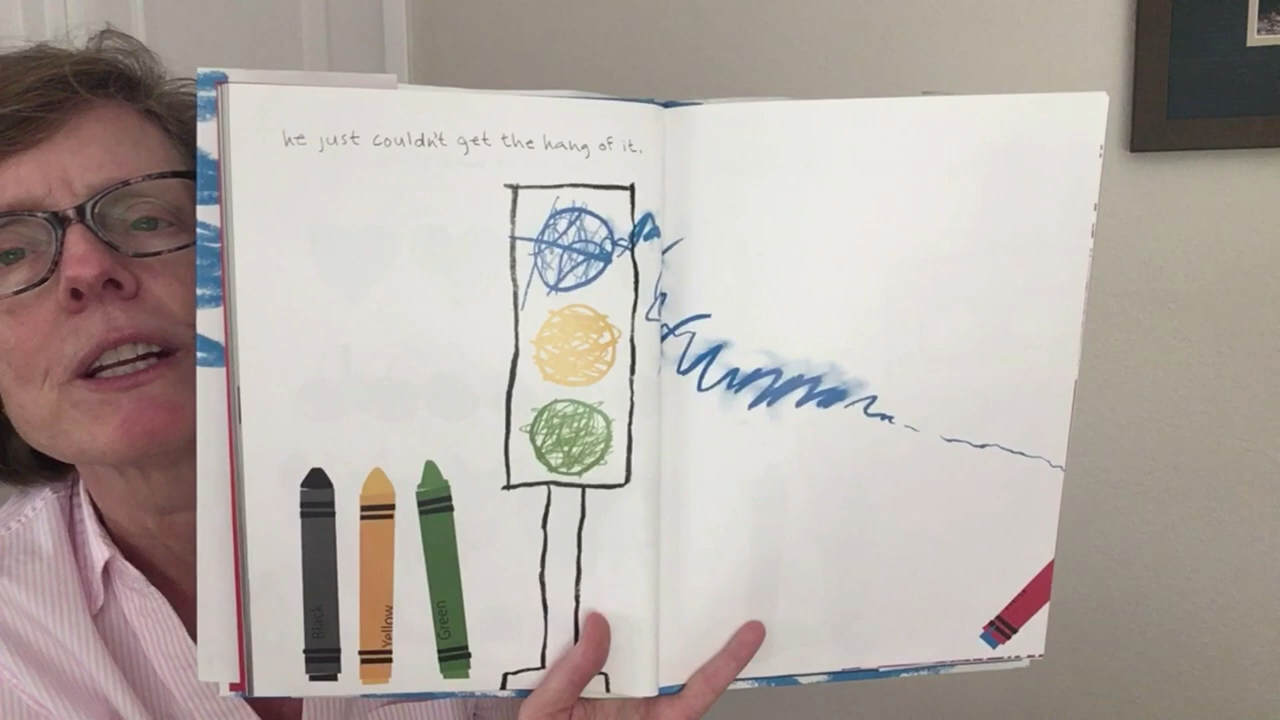 he just couldn't get the hang of it.
Black
Yellow
Green